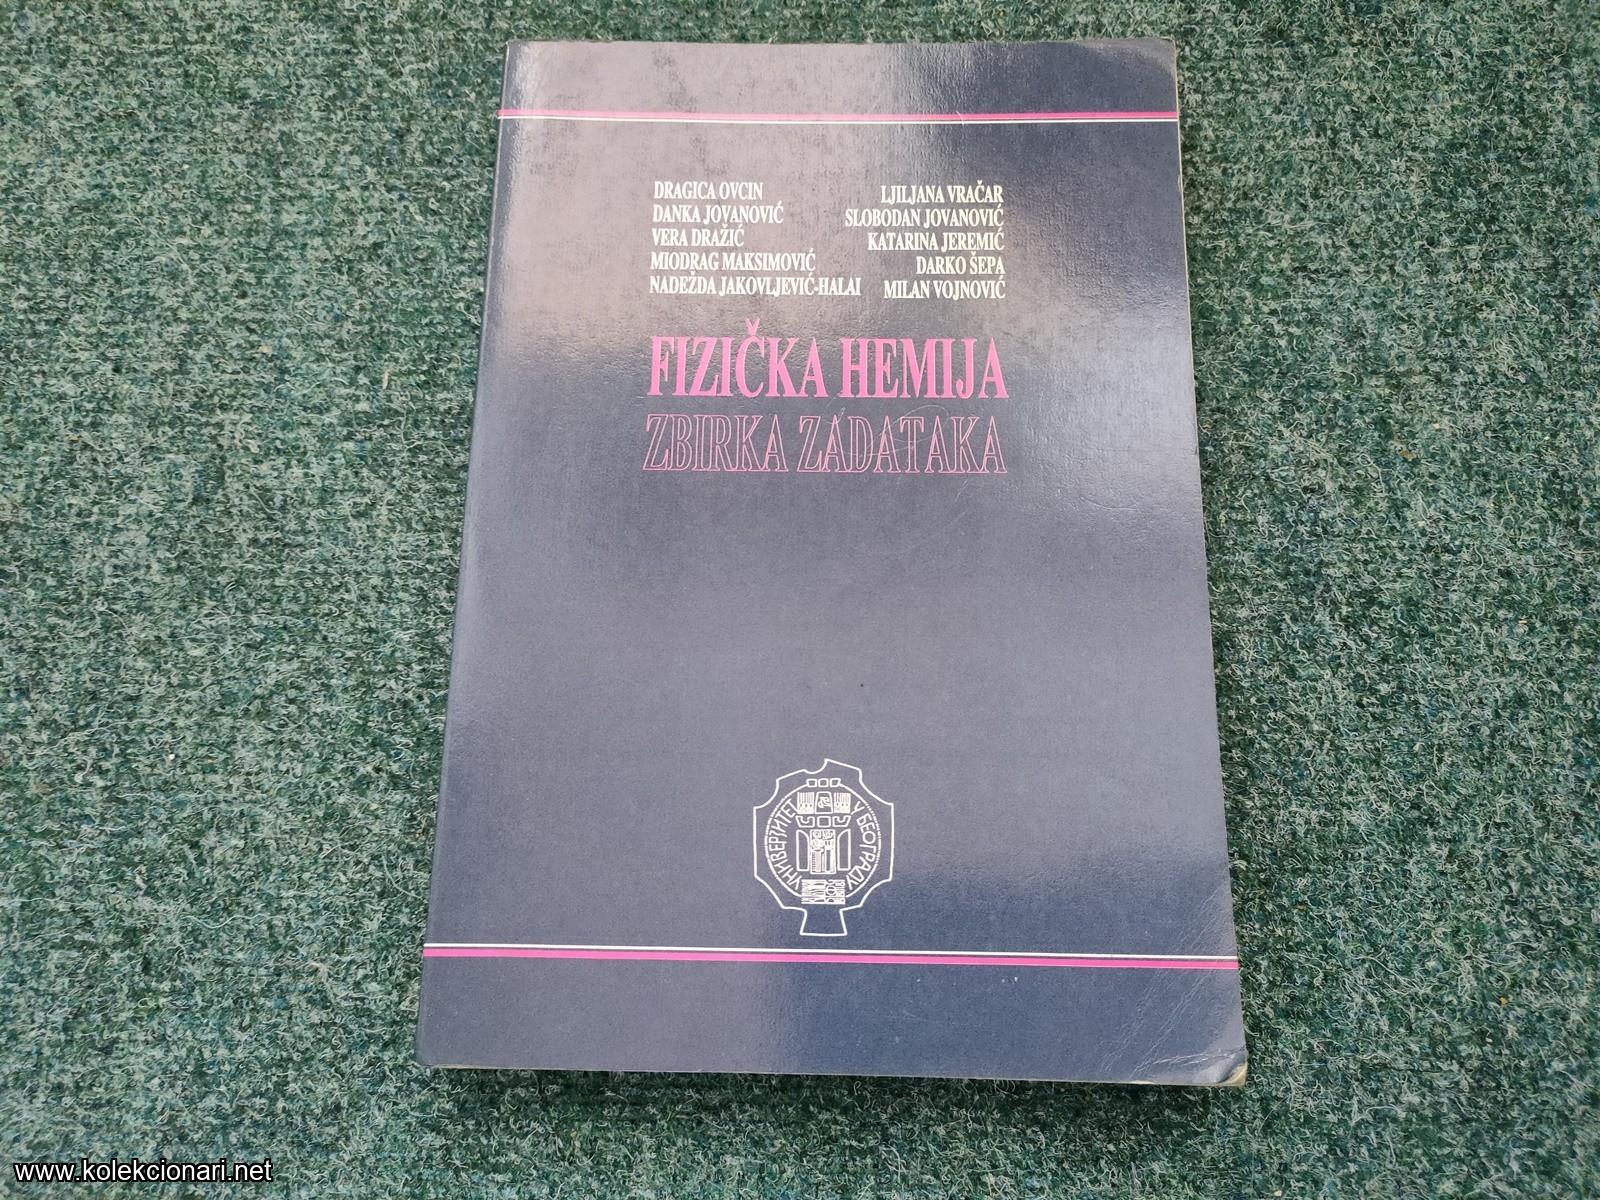 DRAGICA OVCIN
DANKA JOVANOVIĆ
VERA DRAŽIĆ
MIODRAG MAKSIMOVIĆ
NADEŽDA JAKOVLJEVIĆ-HALAI
LJILJANA VRAČAR
SLOBODAN JOVANOVIĆ
KATARINA JEREMIĆ
DARKO ŠEPA
MILAN VOJNOVIĆ
FIZIČKA HEMIJA
ZBIRKA ZADATAKA
УНИВЕРЗИТЕТ У БЕОГРАДУ
www.kolekcionari.net